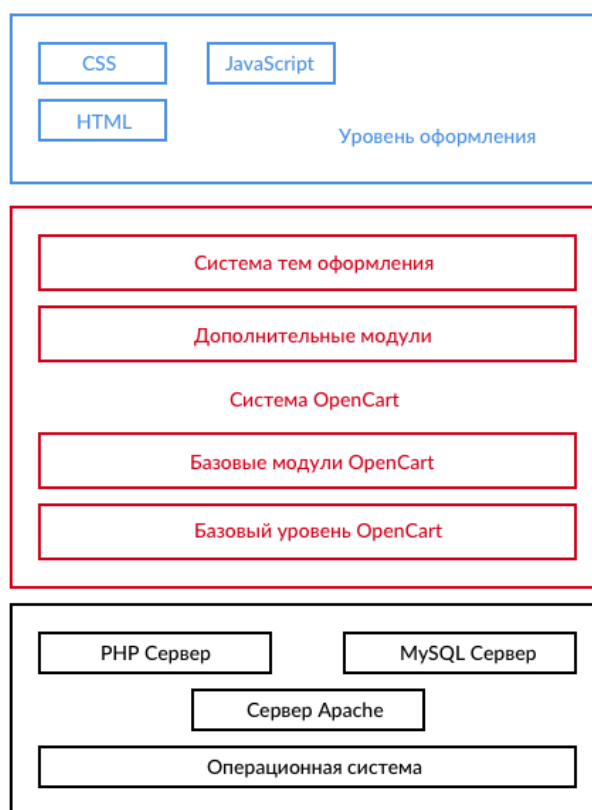 CSS
JavaScript
HTML
Уровень оформления
Система тем оформления
Дополнительные модули
Система OpenCart
Базовые модули OpenCart
Базовый уровень OpenCart
PHP Сервер
MySQL Сервер
Сервер Apache
Операционная система